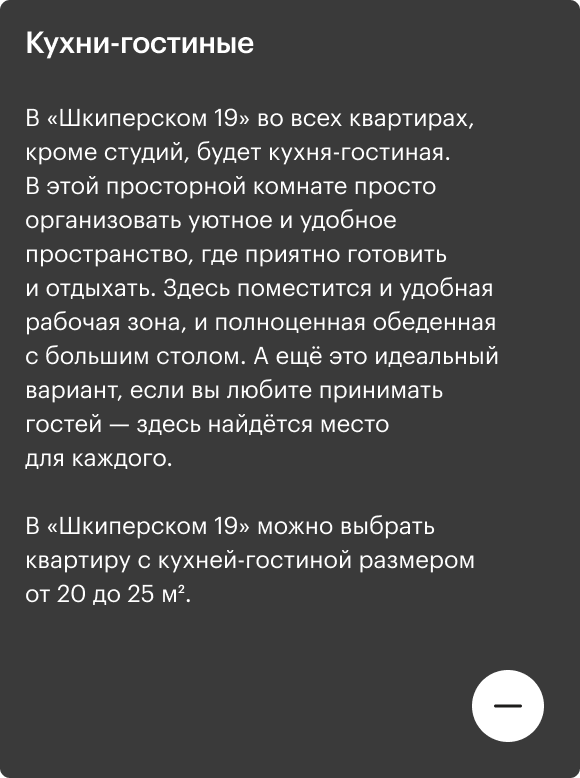 Кухни-гостиные
В «Шкиперском 19» во всех квартирах,
кроме студий, будет кухня-гостиная.
В этой просторной комнате просто
организовать уютное и удобное
пространство, где приятно готовить
и отдыхать. Здесь поместится и удобная
рабочая зона, и полноценная обеденная
с большим столом. А ещё это идеальный
вариант, если вы любите принимать
гостей — здесь найдётся место
для каждого.
В «Шкиперском 19» можно выбрать
квартиру с кухней-гостиной размером
от 20 до 25 м².